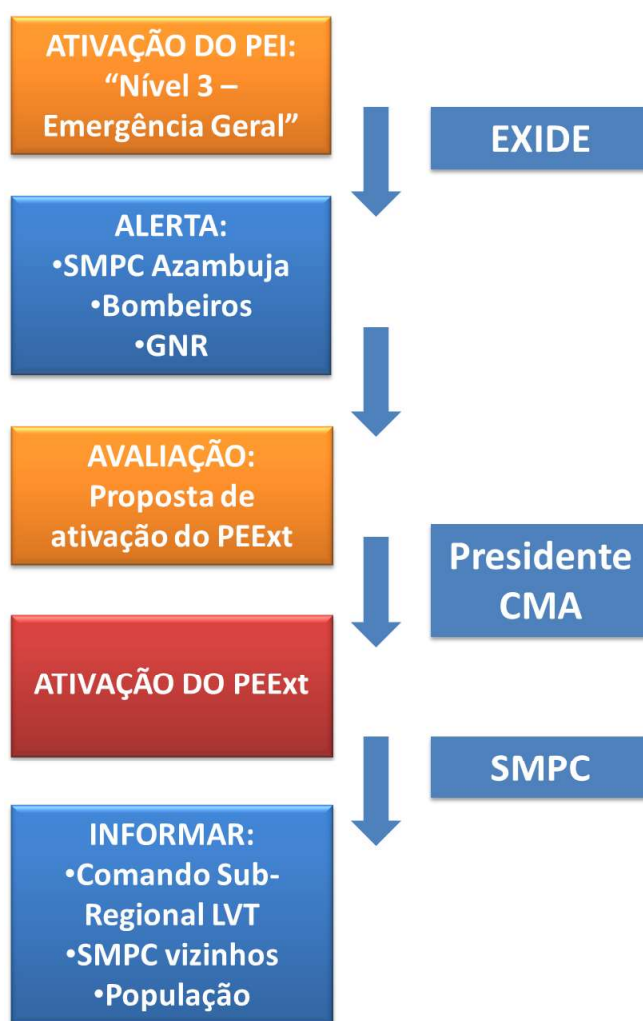 ATIVAÇÃO DO PEI:
“Nível 3 –
Emergência Geral”
EXIDE
ALERTA:
•SMPC Azambuja
•Bombeiros
•GNR
AVALIAÇÃO:
Proposta de
ativação do PEExt
Presidente
CMA
ATIVAÇÃO DO PEExt
SMPC
INFORMAR:
•Comando Sub-
Regional LVT
•SMPC vizinhos
•População